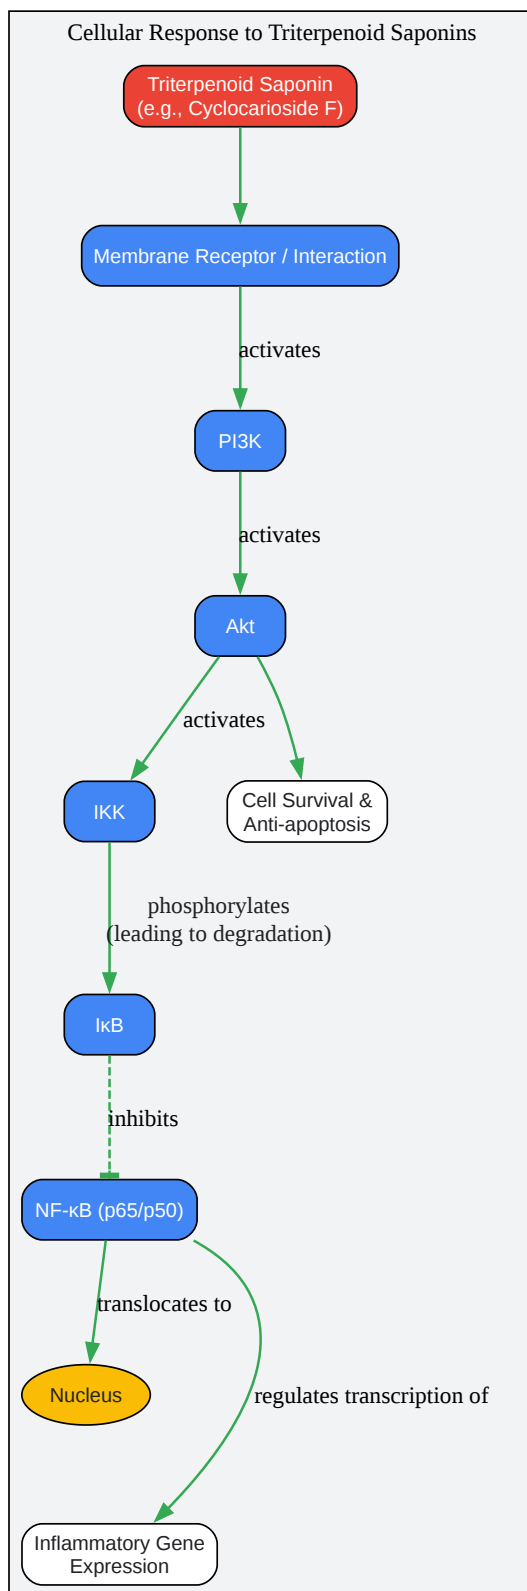 Cellular Response to Triterpenoid Saponins
Triterpenoid Saponin
(e.g., Cyclocarioside F)
Membrane Receptor / Interaction
activates
PI3K
activates
Akt
activates
IKK
Cell Survival &
Anti-apoptosis
phosphorylates
(leading to degradation)
IκB
inhibits
NF-κB (p65/p50)
translocates to
Nucleus
regulates transcription of
Inflammatory Gene
Expression